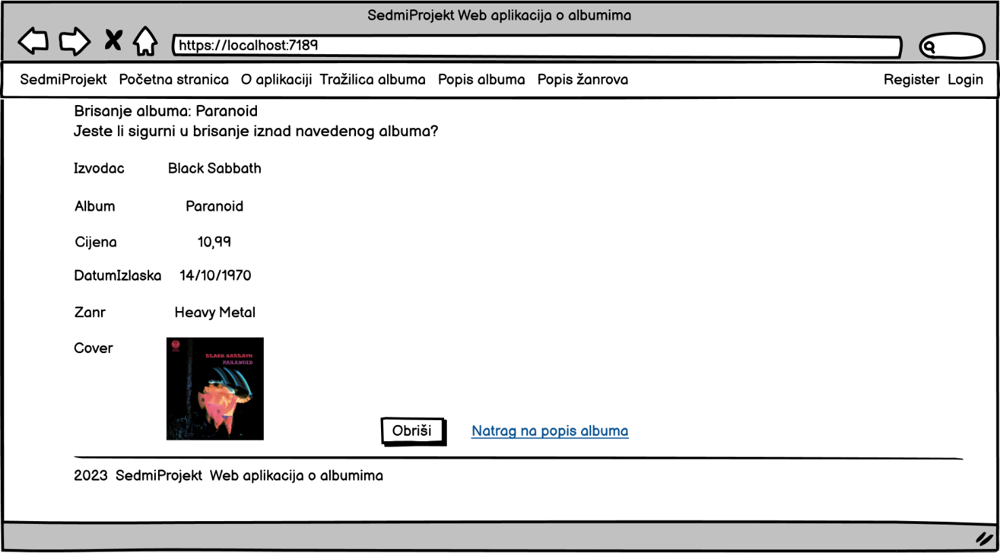 SedmiProjekt Web aplikacija o albumima
https://localhost:7189
SedmiProjekt Početna stranica O aplikaciji Tražilica albuma Popis albuma Popis žanrova Register Login
Brisanje albuma: Paranoid
Jeste li sigurni u brisanje iznad navedenog albuma?
Izvodac Black Sabbath
Album Paranoid
Cijena 10,99
DatumIzlaska 14/10/1970
Zanr Heavy Metal
Cover
BLACK SABBATH
PARANOID
Obriši Natrag na popis albuma
2023 SedmiProjekt Web aplikacija o albumima